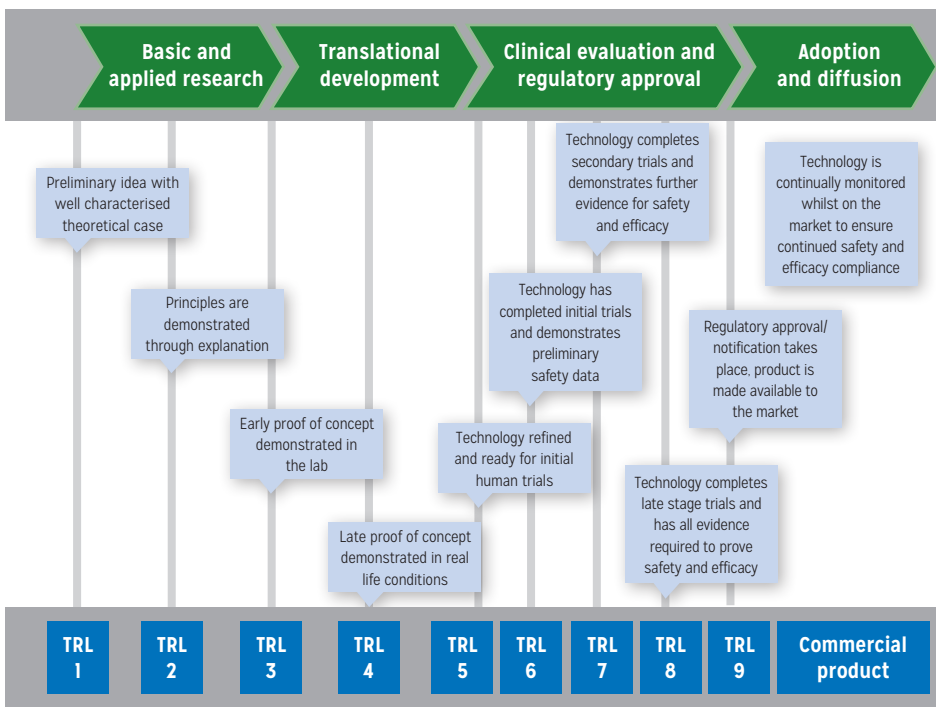 Basic and
applied research
Translational
development
Clinical evaluation and
regulatory approval
Adoption
and diffusion
Preliminary idea with
well characterised
theoretical case
Principles are
demonstrated
through explanation
Early proof of concept
demonstrated in
the lab
Late proof of concept
demonstrated in real
life conditions
Technology refined
and ready for initial
human trials
Technology has
completed initial trials
and demonstrates
preliminary
safety data
Technology completes
secondary trials and
demonstrates further
evidence for safety
and efficacy
Technology completes
late stage trials and
has all evidence
required to prove
safety and efficacy
Regulatory approval/
notification takes
place, product is
made available to
the market
Technology is
continually monitored
whilst on the
market to ensure
continued safety and
efficacy compliance
TRL
1
TRL
2
TRL
3
TRL
4
TRL
5
TRL
6
TRL
7
TRL
8
TRL
9
Commercial
product